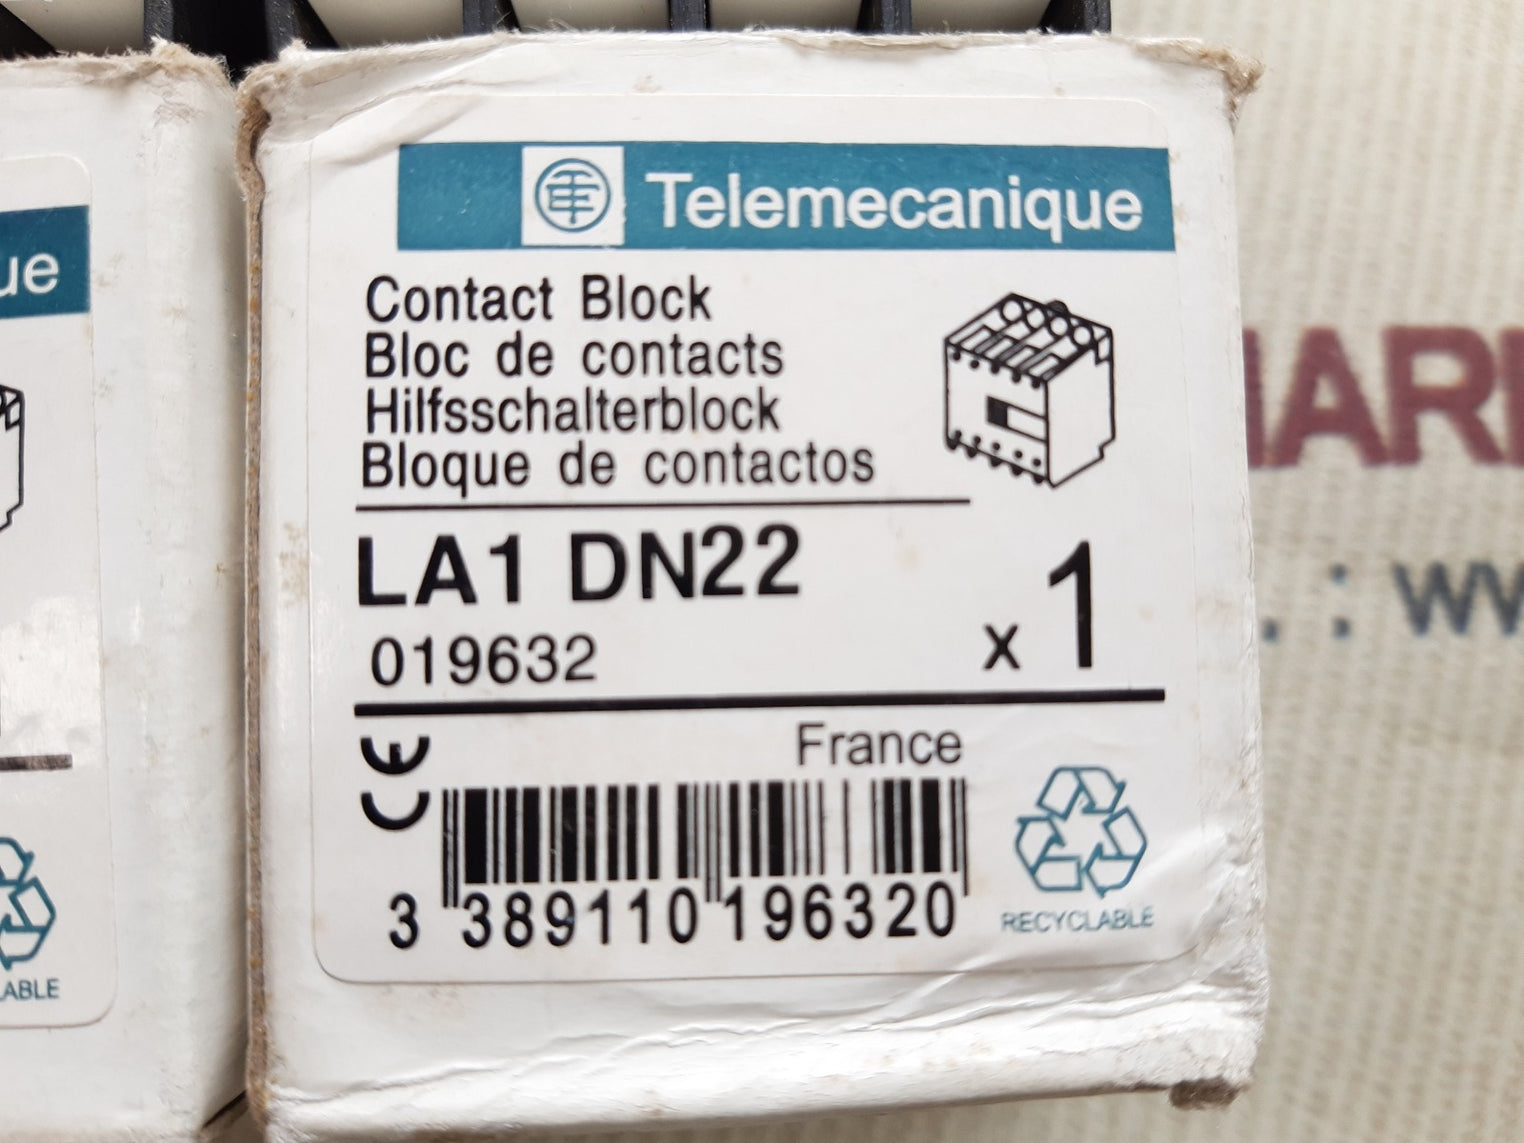 Telemecanique
Contact Block
Bloc de contacts
Hilfsschalterblock
Bloque de contactos
LA1 DN22
019632
x 1
France
CE
3 389110 196320
RECYCLABLE
ue
LABLE